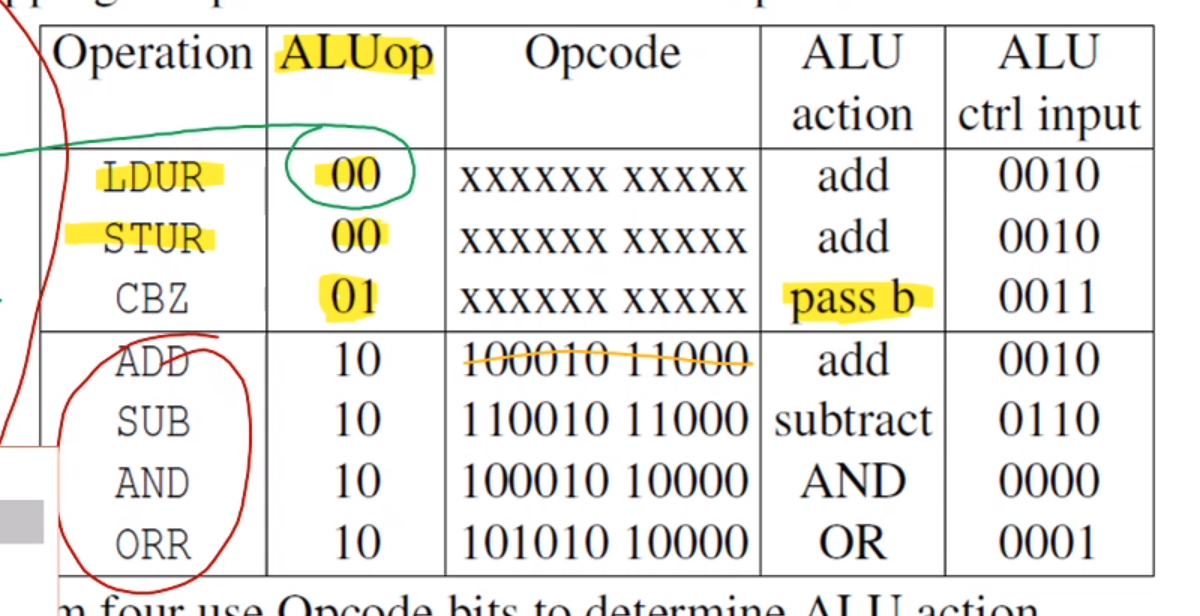 Operation ALUop Opcode ALU action ALU ctrl input
LDUR 00 xxxxxx xxxxx add 0010
STUR 00 xxxxxx xxxxx add 0010
CBZ 01 xxxxxx xxxxx pass b 0011
ADD 10 100010 11000 add 0010
SUB 10 110010 11000 subtract 0110
AND 10 100010 10000 AND 0000
ORR 10 101010 10000 OR 0001
four use Opcode bits to determine ALU action